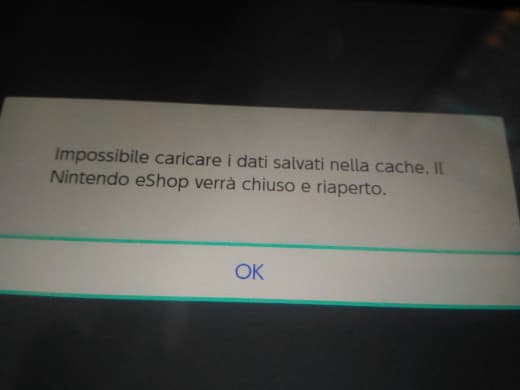 Impossibile caricare i dati salvati nella cache. Il
Nintendo eShop verrà chiuso e riaperto.
OK